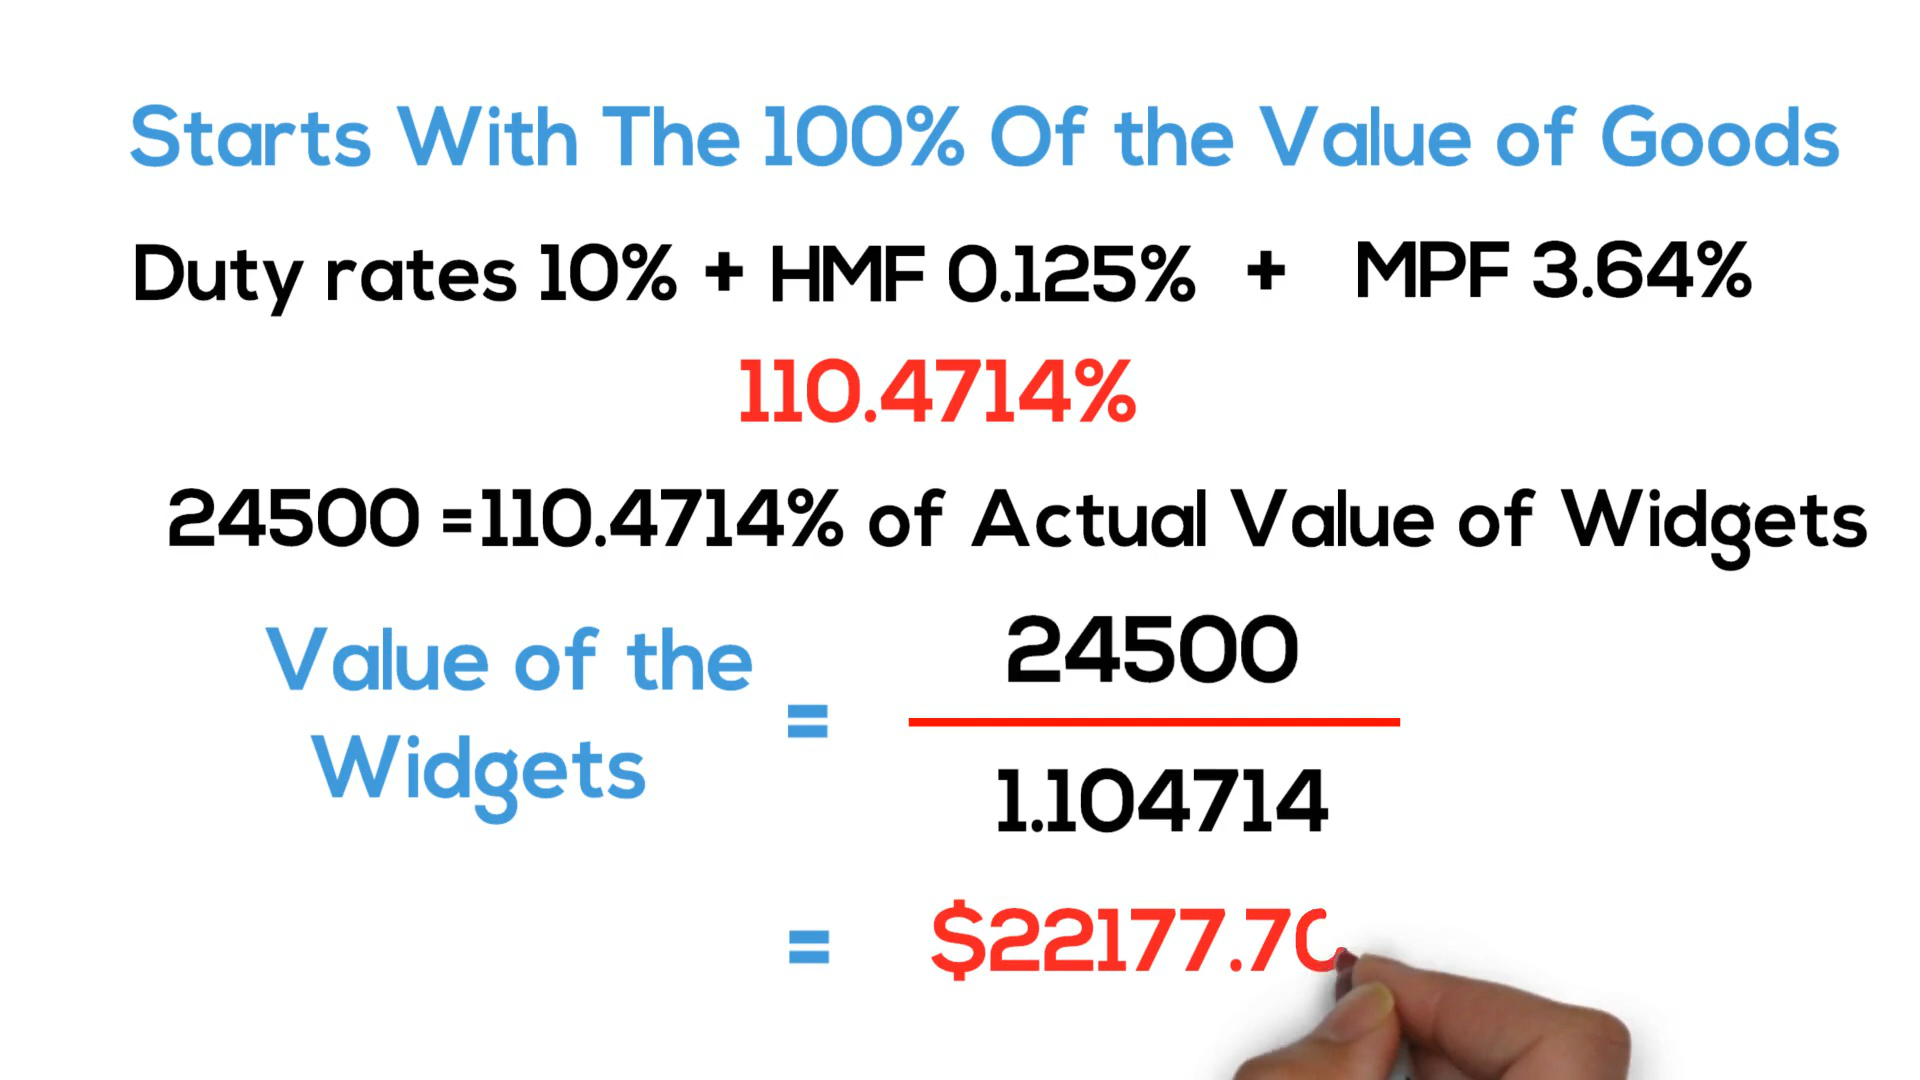 Starts With The 100% Of the Value of Goods
Duty rates 10% + HMF 0.125% + MPF 3.64%
110.4714%
24500 =110.4714% of Actual Value of Widgets
Value of the Widgets = 24500
1.104714
= $22177.70